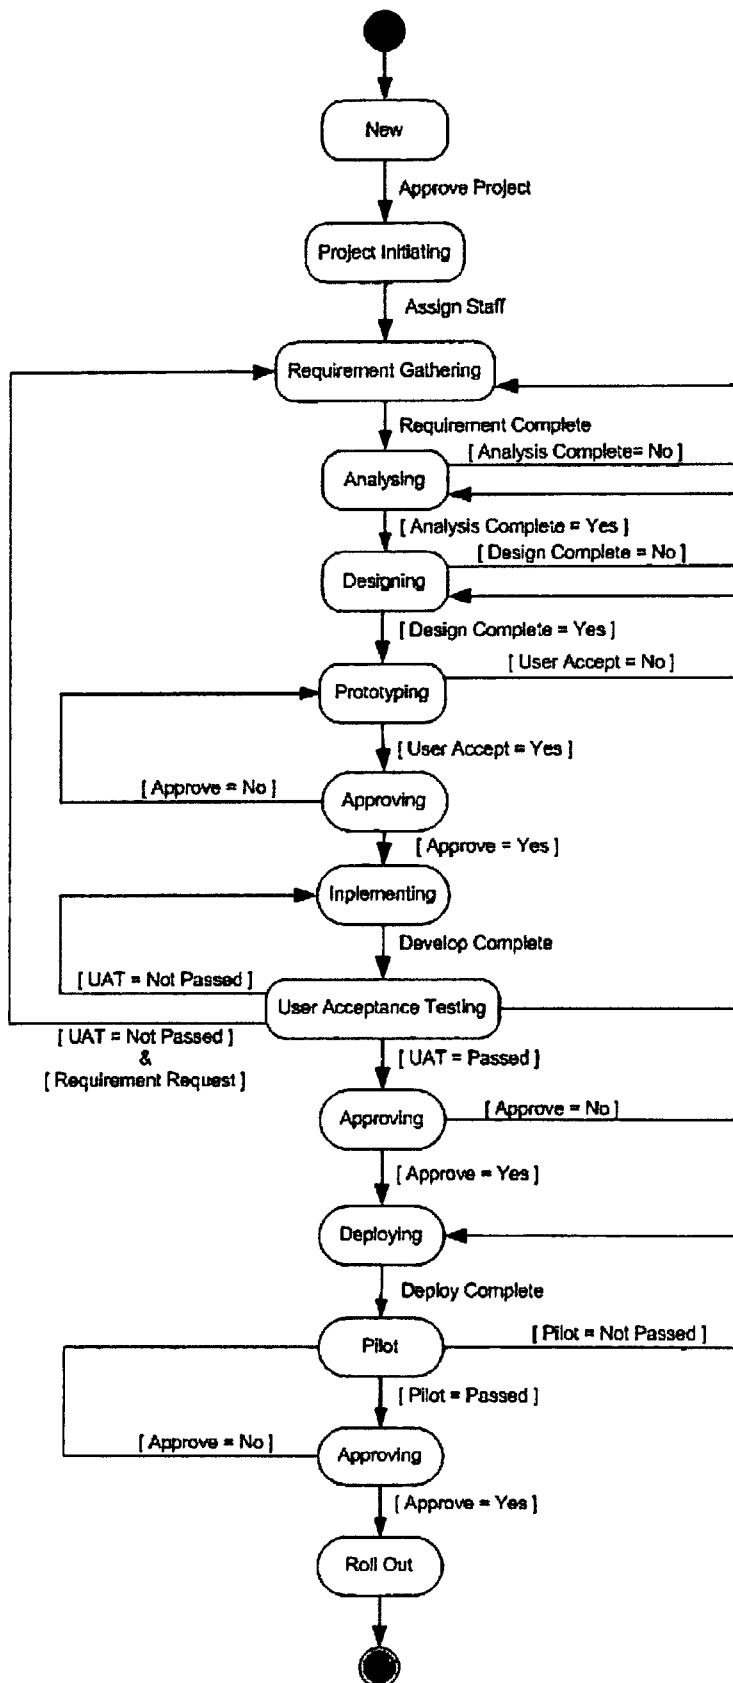 New
Approve Project
Project Initiating
Assign Staff
Requirement Gathering
Requirement Complete
[ Analysis Complete= No ]
Analysing
[ Analysis Complete = Yes ]
[ Design Complete = No ]
Designing
[ Design Complete = Yes ]
[ User Accept = No ]
Prototyping
[ User Accept = Yes ]
[ Approve = No ]
Approving
[ Approve = Yes ]
Inplementing
Develop Complete
[ UAT = Not Passed ]
User Acceptance Testing
[ UAT = Not Passed ]
&
[ Requirement Request ]
[ UAT = Passed ]
Approving
[ Approve = No ]
[ Approve = Yes ]
Deploying
Deploy Complete
[ Pilot = Not Passed ]
Pilot
[ Pilot = Passed ]
[ Approve = No ]
Approving
[ Approve = Yes ]
Roll Out